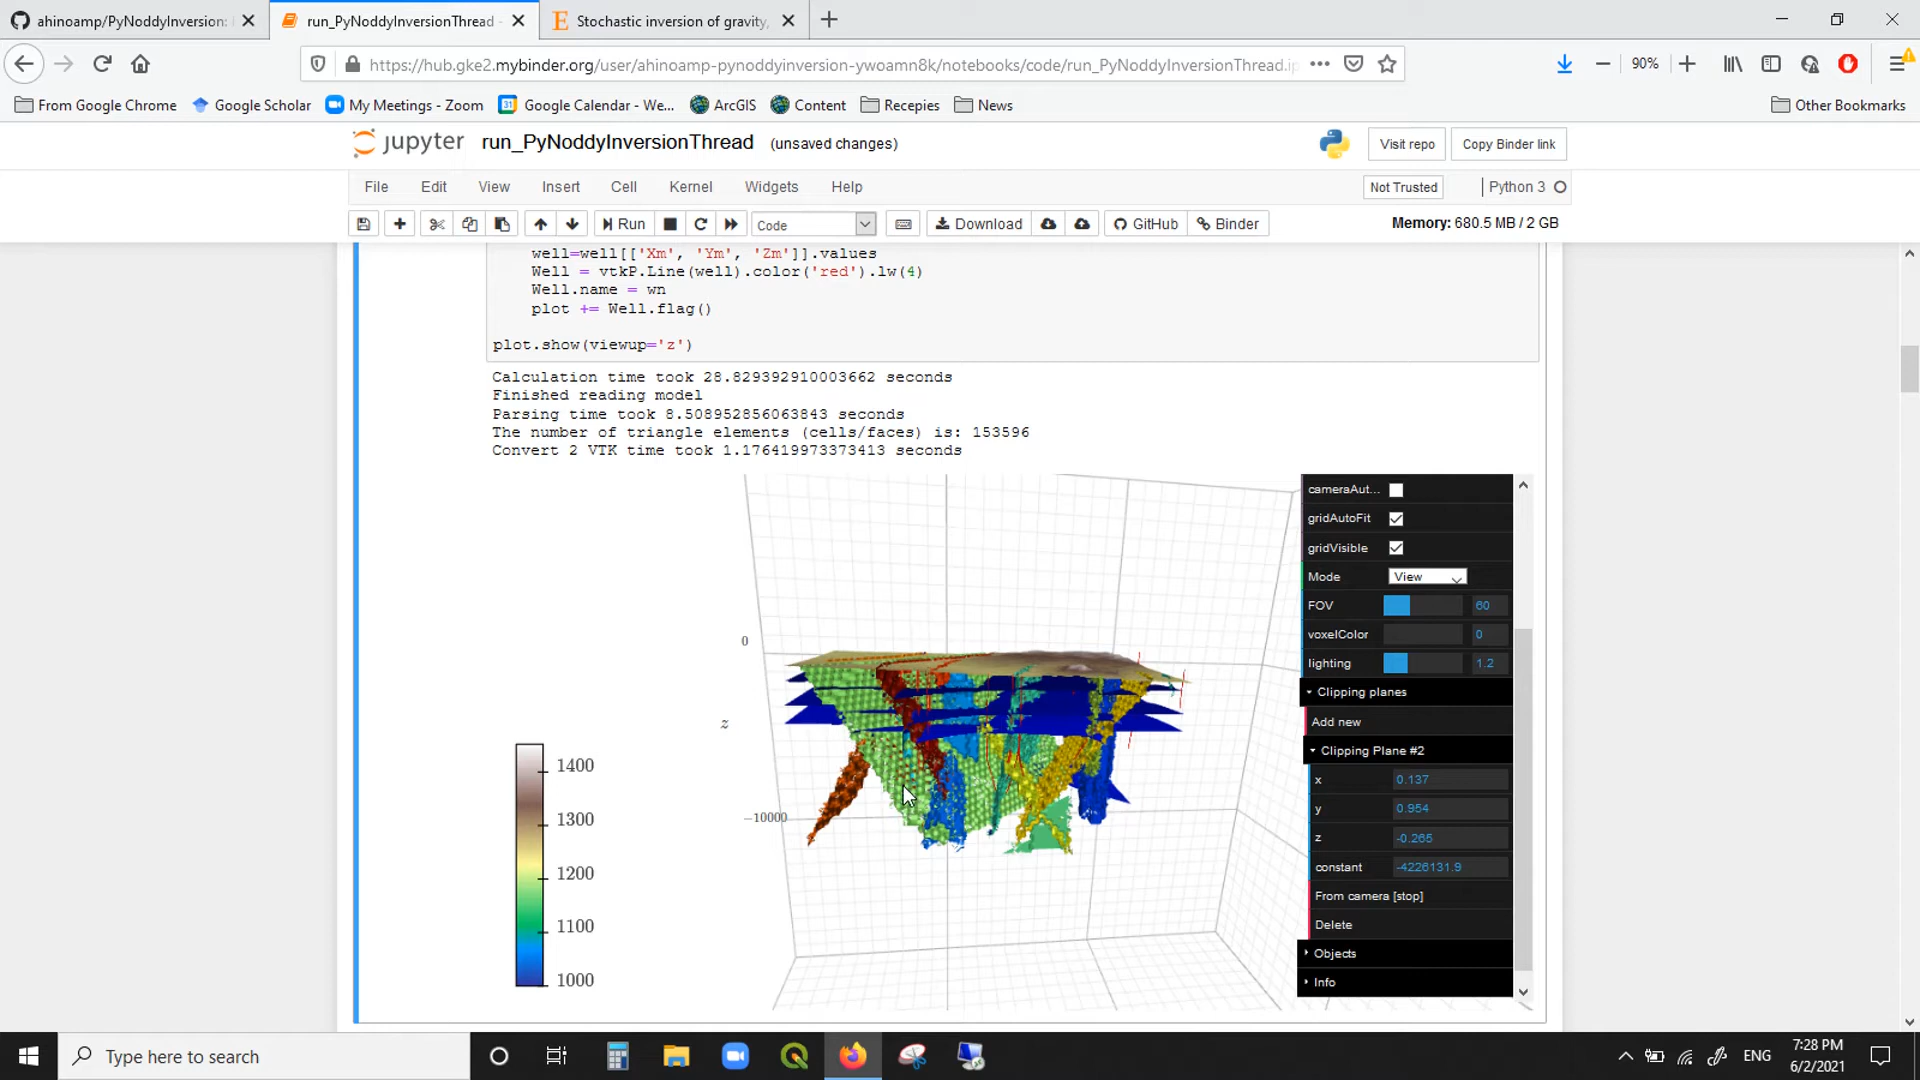 ahinoamp/PyNoddyInversion:
run_PyNoddyInversionThread -
Stochastic inversion of gravity,
https://hub.gke2.mybinder.org/user/ahinoamp-pynoddyinversion-ywoamn8k/notebooks/code/run_PyNoddyInversionThread.ip
90%
From Google Chrome
Google Scholar
My Meetings - Zoom
Google Calendar - We...
ArcGIS
Content
Recepies
News
Other Bookmarks
jupyter
run_PyNoddyInversionThread
(unsaved changes)
Visit repo
Copy Binder link
File
Edit
View
Insert
Cell
Kernel
Widgets
Help
Not Trusted
Python 3
Run
Code
Download
GitHub
Binder
Memory: 680.5 MB / 2 GB
well=well[['Xm', 'Ym', 'Zm']].values
Well = vtkP.Line(well).color('red').lw(4)
Well.name = wn
plot += Well.flag()
plot.show(viewup='z')
Calculation time took 28.829392910003662 seconds
Finished reading model
Parsing time took 8.508952856063843 seconds
The number of triangle elements (cells/faces) is: 153596
Convert 2 VTK time took 1.176419973373413 seconds
0
z
−10000
1400
1300
1200
1100
1000
cameraAut...
gridAutoFit
gridVisible
Mode
View
FOV
60
voxelColor
0
lighting
1.2
Clipping planes
Add new
Clipping Plane #2
x
0.137
y
0.954
z
-0.265
constant
-4226131.9
From camera [stop]
Delete
Objects
Info
Type here to search
ENG
7:28 PM
6/2/2021